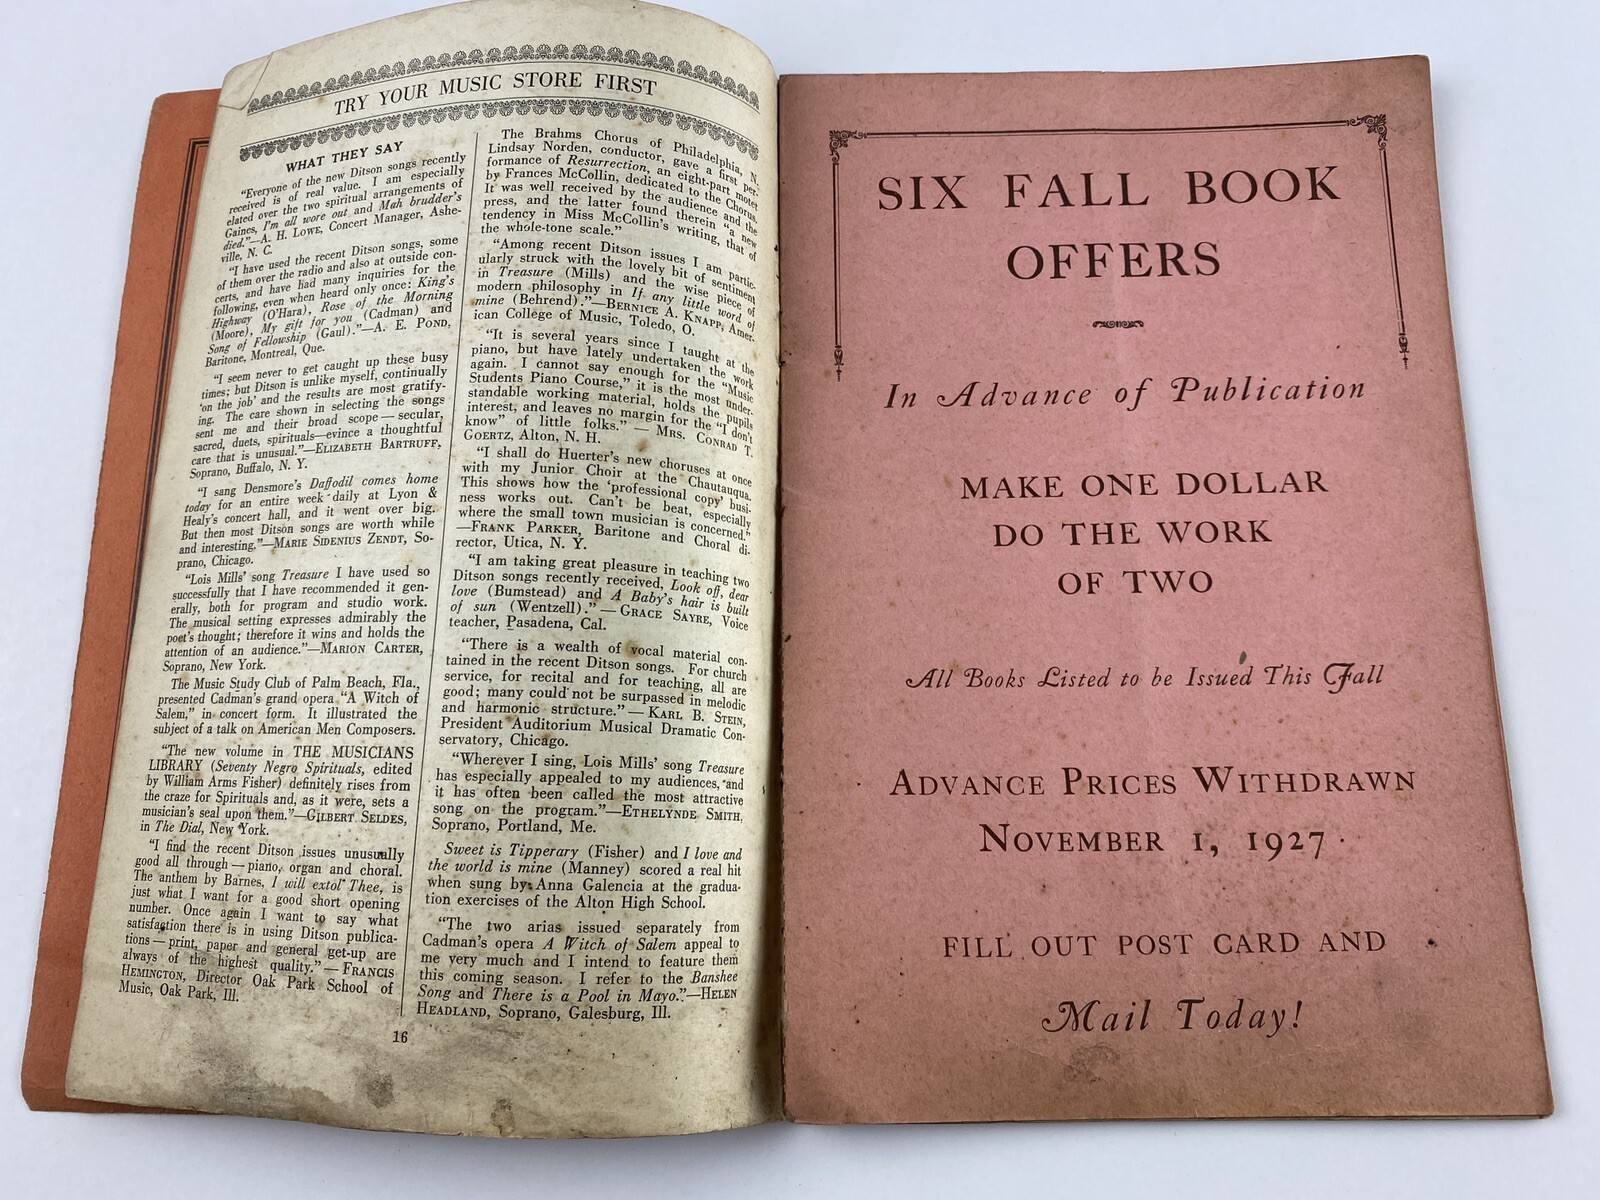 TRY YOUR MUSIC STORE FIRST
WHAT THEY SAY
“Everyone of the new Ditson songs recently
received is of real value. I am especially
elated over the two spiritual arrangements of
Gaines, I'm all wore out and Mah brudder's
died.”—A. H. LOWE, Concert Manager, Ashe-
ville, N. C.
“I have used the recent Ditson songs, some
of them over the radio and also at outside con-
certs, and have had many inquiries for the
following, even when heard only once: King's
Highway (O'Hara), Rose of the Morning
(Moore), My gift for you (Cadman) and
Song of Fellowship (Gaul).”—A. E. POND,
Baritone, Montreal, Que.
“I seem never to get caught up these busy
times; but Ditson is unlike myself, continually
‘on the job’ and the results are most gratify-
ing. The care shown in selecting the songs
sent me and their broad scope — secular,
sacred, duets, spirituals—evince a thoughtful
care that is unusual.”—ELIZABETH BARTRUFF,
Soprano, Buffalo, N. Y.
“I sang Densmore's Daffodil comes home
today for an entire week daily at Lyon &
Healy's concert hall, and it went over big.
But then most Ditson songs are worth while
and interesting.”—MARIE SIDENIUS ZENDT, So-
prano, Chicago.
“Lois Mills' song Treasure I have used so
successfully that I have recommended it gen-
erally, both for program and studio work.
The musical setting expresses admirably the
poet's thought; therefore it wins and holds the
attention of an audience.”—MARION CARTER,
Soprano, New York.
The Music Study Club of Palm Beach, Fla.,
presented Cadman's grand opera “A Witch of
Salem,” in concert form. It illustrated the
subject of a talk on American Men Composers.
“The new volume in THE MUSICIANS
LIBRARY (Seventy Negro Spirituals, edited
by William Arms Fisher) definitely rises from
the craze for Spirituals and, as it were, sets a
musician's seal upon them.”—GILBERT SELDES,
in The Dial, New York.
“I find the recent Ditson issues unusually
good all through — piano, organ and choral.
The anthem by Barnes, I will extol Thee, is
just what I want for a good short opening
number. Once again I want to say what
satisfaction there is in using Ditson publica-
tions — print, paper and general get-up are
always of the highest quality.” — FRANCIS
HEMINGTON, Director Oak Park School of
Music, Oak Park, Ill.
The Brahms Chorus of Philadelphia, N.
Lindsay Norden, conductor, gave a first per-
formance of Resurrection, an eight-part motet
by Frances McCollin, dedicated to the Chorus.
It was well received by the audience and the
press, and the latter found therein “a new
tendency in Miss McCollin's writing, that of
the whole-tone scale.”
“Among recent Ditson issues I am partic-
ularly struck with the lovely bit of sentiment
in Treasure (Mills) and the wise piece of
modern philosophy in If any little word of
mine (Behrend).”—BERNICE A. KNAPP, Amer-
ican College of Music, Toledo, O.
“It is several years since I taught at the
piano, but have lately undertaken the work
again. I cannot say enough for the “Music
Students Piano Course,” it is the most under-
standable working material, holds the pupils
interest, and leaves no margin for the “I don't
know” of little folks.” — MRS. CONRAD T.
GOERTZ, Alton, N. H.
“I shall do Huerter's new choruses at once
with my Junior Choir at the Chautauqua.
This shows how the ‘professional copy’ busi-
ness works out. Can't be beat, especially
where the small town musician is concerned.”
—FRANK PARKER, Baritone and Choral di-
rector, Utica, N. Y.
“I am taking great pleasure in teaching two
Ditson songs recently received, Look off, dear
love (Bumstead) and A Baby's hair is built
of sun (Wentzell).” — GRACE SAYRE, Voice
teacher, Pasadena, Cal.
“There is a wealth of vocal material con-
tained in the recent Ditson songs. For church
service, for recital and for teaching, all are
good; many could not be surpassed in melodic
and harmonic structure.” — KARL B. STEIN,
President Auditorium Musical Dramatic Con-
servatory, Chicago.
“Wherever I sing, Lois Mills' song Treasure
has especially appealed to my audiences, and
it has often been called the most attractive
song on the program.”—ETHELYNDE SMITH,
Soprano, Portland, Me.
Sweet is Tipperary (Fisher) and I love and
the world is mine (Manney) scored a real hit
when sung by Anna Galencia at the gradua-
tion exercises of the Alton High School.
“The two arias issued separately from
Cadman's opera A Witch of Salem appeal to
me very much and I intend to feature them
this coming season. I refer to the Banshee
Song and There is a Pool in Mayo.”—HELEN
HEADLAND, Soprano, Galesburg, Ill.
16
SIX FALL BOOK
OFFERS
In Advance of Publication
MAKE ONE DOLLAR
DO THE WORK
OF TWO
All Books Listed to be Issued This Fall
ADVANCE PRICES WITHDRAWN
NOVEMBER 1, 1927
FILL OUT POST CARD AND
Mail Today!